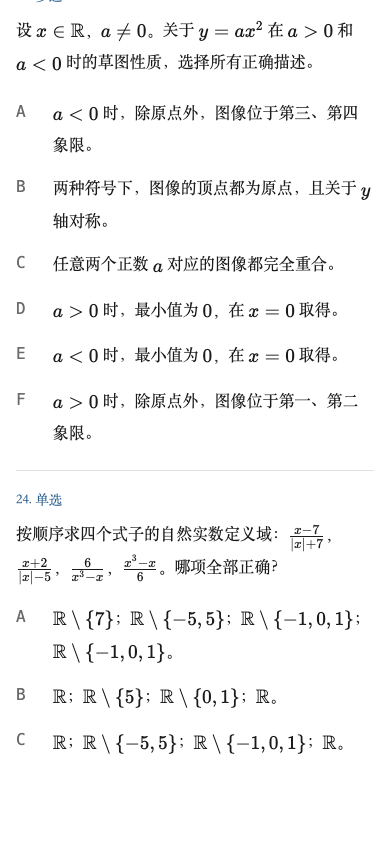 设 x ∈ ℝ，a ≠ 0。关于 y = ax² 在 a > 0 和
a < 0 时的草图性质，选择所有正确描述。
A a < 0 时，除原点外，图像位于第三、第四
象限。
B 两种符号下，图像的顶点都为原点，且关于 y
轴对称。
C 任意两个正数 a 对应的图像都完全重合。
D a > 0 时，最小值为 0，在 x = 0 取得。
E a < 0 时，最小值为 0，在 x = 0 取得。
F a > 0 时，除原点外，图像位于第一、第二
象限。
24. 单选
按顺序求四个式子的自然实数定义域：\frac{x-7}{|x|+7}，
\frac{x+2}{|x|-5}，\frac{6}{x^3-x}，\frac{x^3-x}{6}。哪项全部正确?
A ℝ \ {7}；ℝ \ {−5, 5}；ℝ \ {−1, 0, 1}；
ℝ \ {−1, 0, 1}。
B ℝ；ℝ \ {5}；ℝ \ {0, 1}；ℝ。
C ℝ；ℝ \ {−5, 5}；ℝ \ {−1, 0, 1}；ℝ。